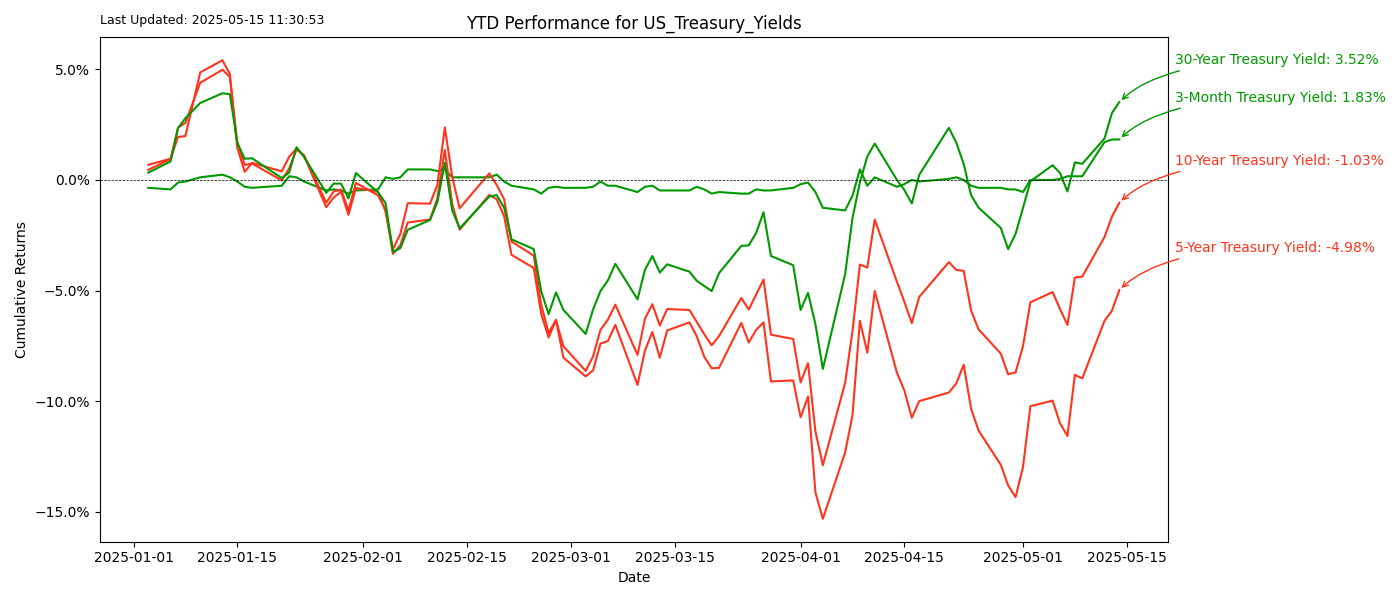 Last Updated: 2025-05-15 11:30:53
YTD Performance for US_Treasury_Yields
30-Year Treasury Yield: 3.52%
3-Month Treasury Yield: 1.83%
10-Year Treasury Yield: -1.03%
5-Year Treasury Yield: -4.98%
Cumulative Returns
5.0%
0.0%
−5.0%
−10.0%
−15.0%
2025-01-01 2025-01-15 2025-02-01 2025-02-15 2025-03-01 2025-03-15 2025-04-01 2025-04-15 2025-05-01 2025-05-15
Date